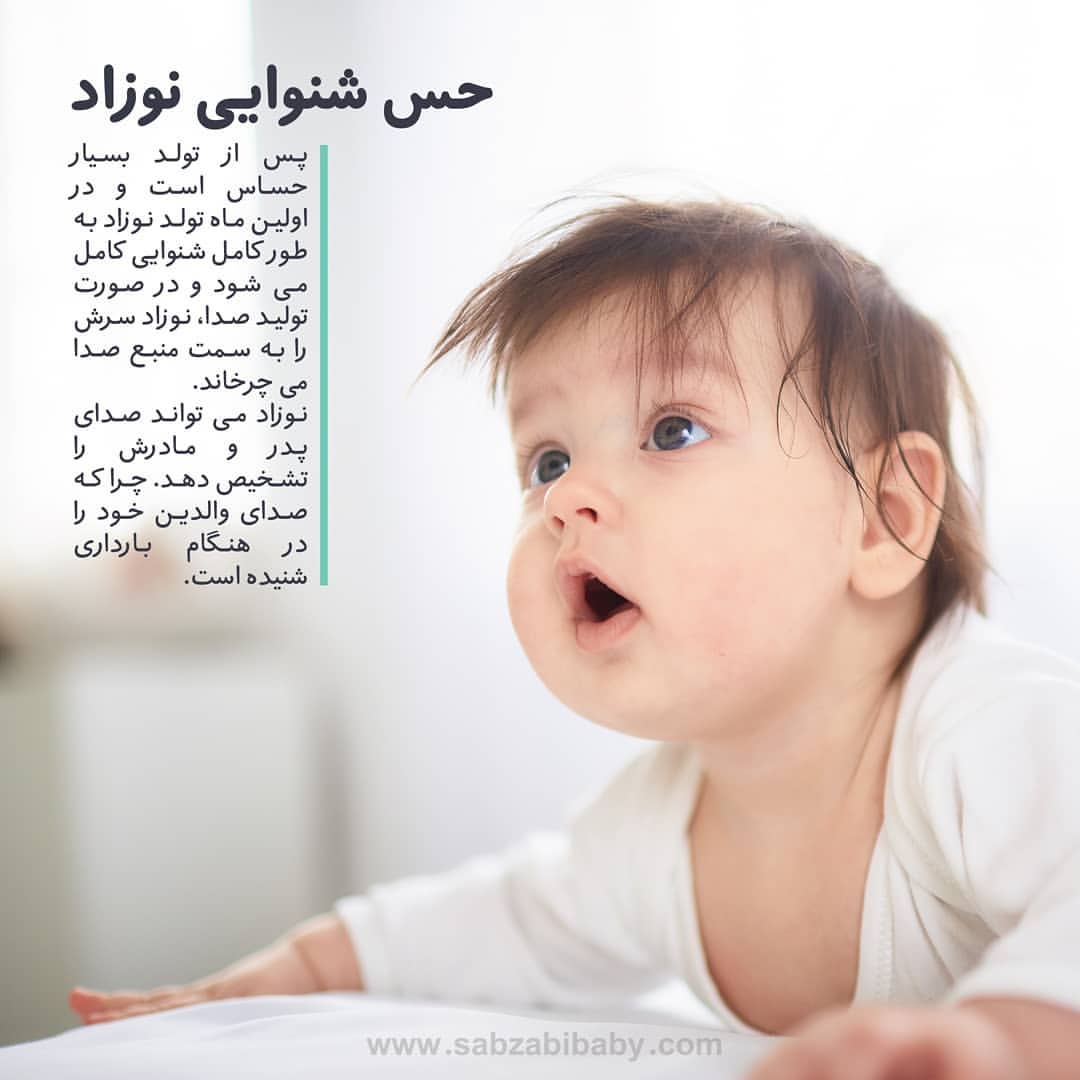 حس شنوایی نوزاد
پس از تولد بسیار
حساس است و در
اولین ماه تولد نوزاد به
طور کامل شنوایی کامل
می شود و در صورت
تولید صدا، نوزاد سرش
را به سمت منبع صدا
می چرخاند.
نوزاد می تواند صدای
پدر و مادرش را
تشخیص دهد. چرا که
صدای والدین خود را
در هنگام بارداری
شنیده است.
www.sabzabibaby.com